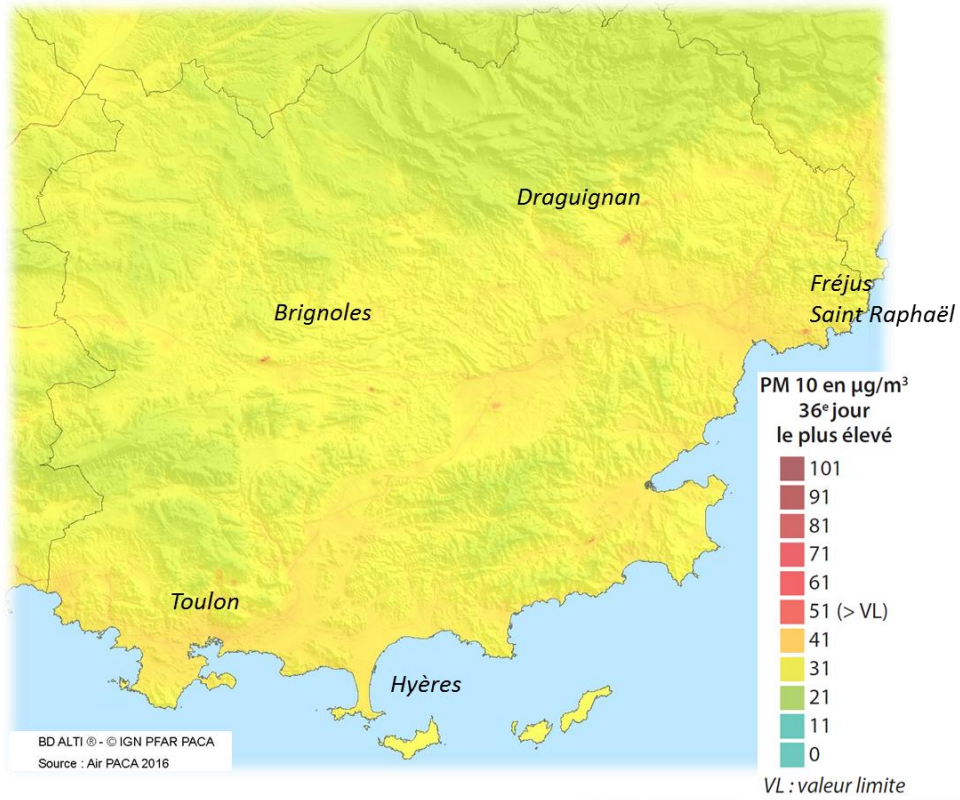 Draguignan
Fréjus
Saint Raphaël
Brignoles
PM 10 en µg/m³
36ᵉ jour
le plus élevé
101
91
81
71
61
51 (> VL)
41
31
21
11
0
VL : valeur limite
Toulon
Hyères
BD ALTI ® - © IGN PFAR PACA
Source : Air PACA 2016